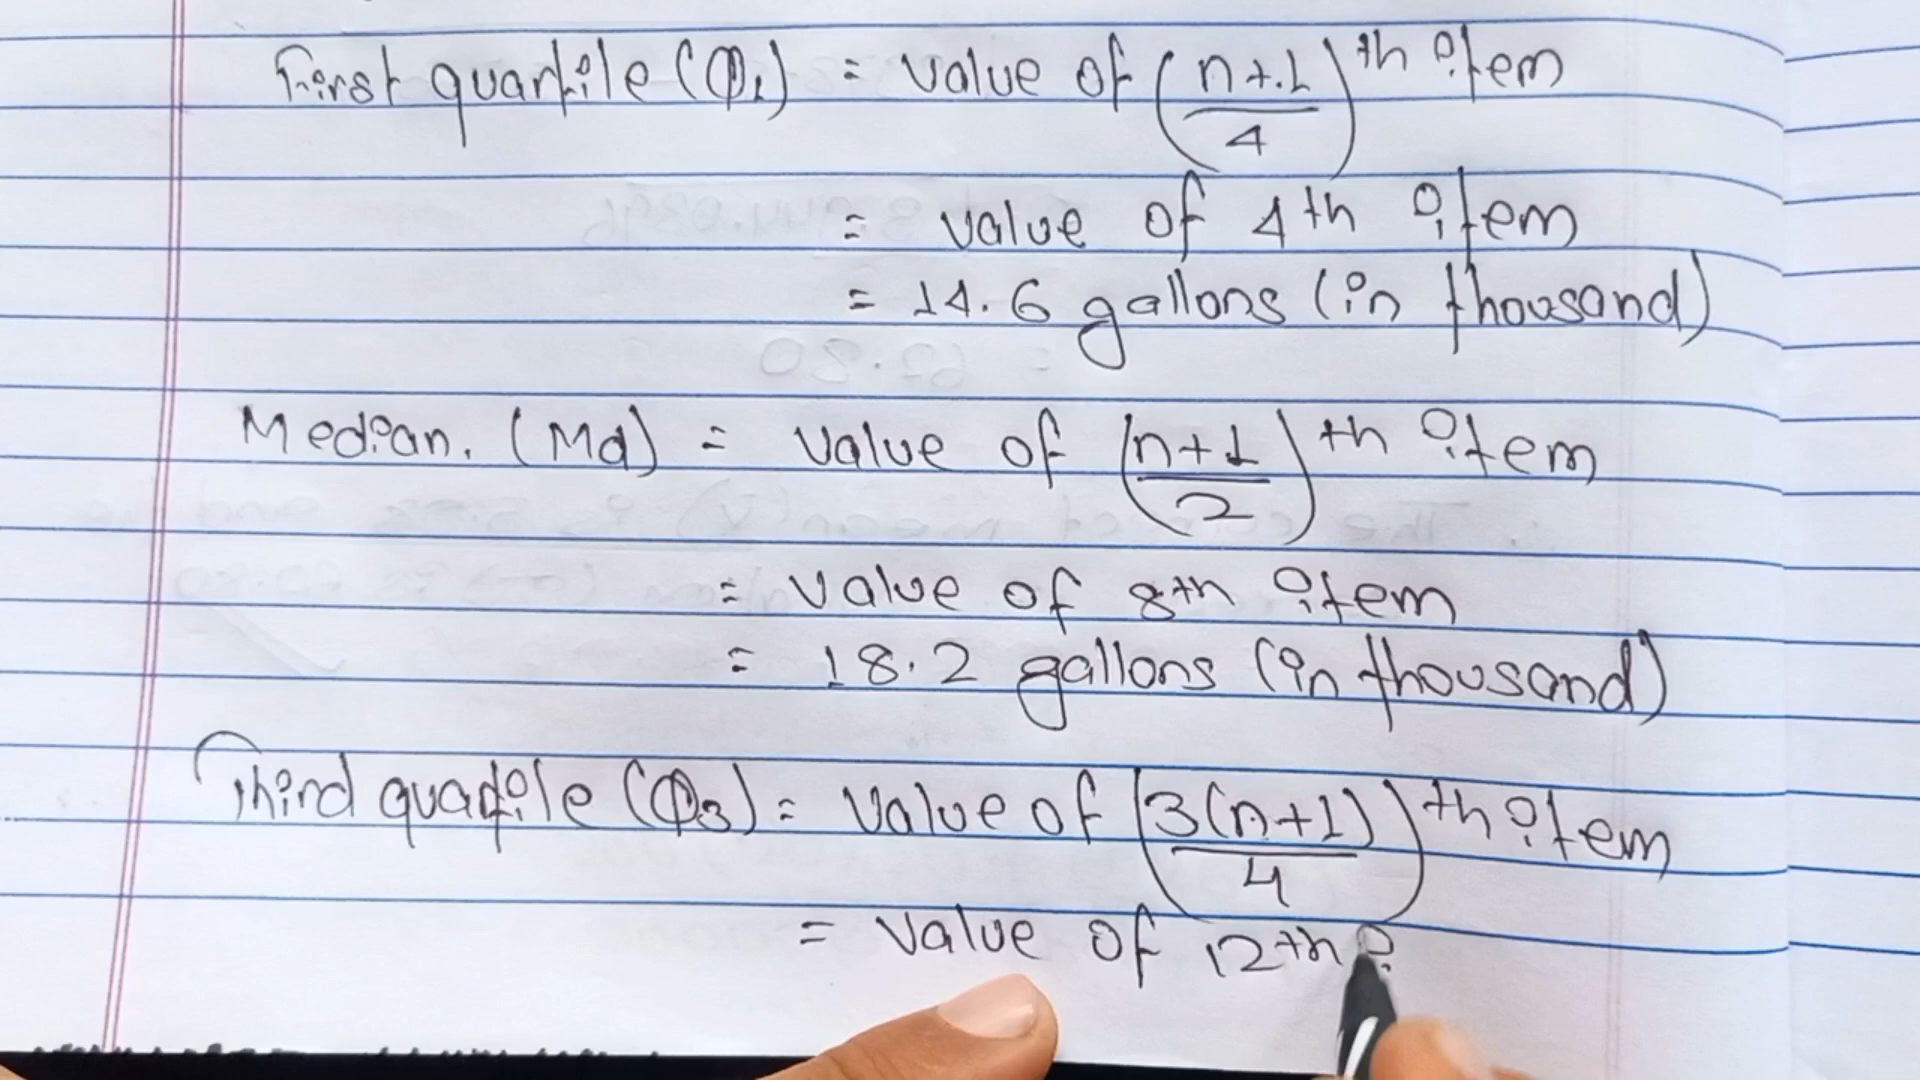 First quartile (Q1) = value of (n+1/4)th item
= value of 4th item
= 14.6 gallons (in thousand)
Median. (Md) = value of (n+1/2)th item
= value of 8th item
= 18.2 gallons (in thousand)
Third quartile (Q3) = value of (3(n+1)/4)th item
= value of 12th i